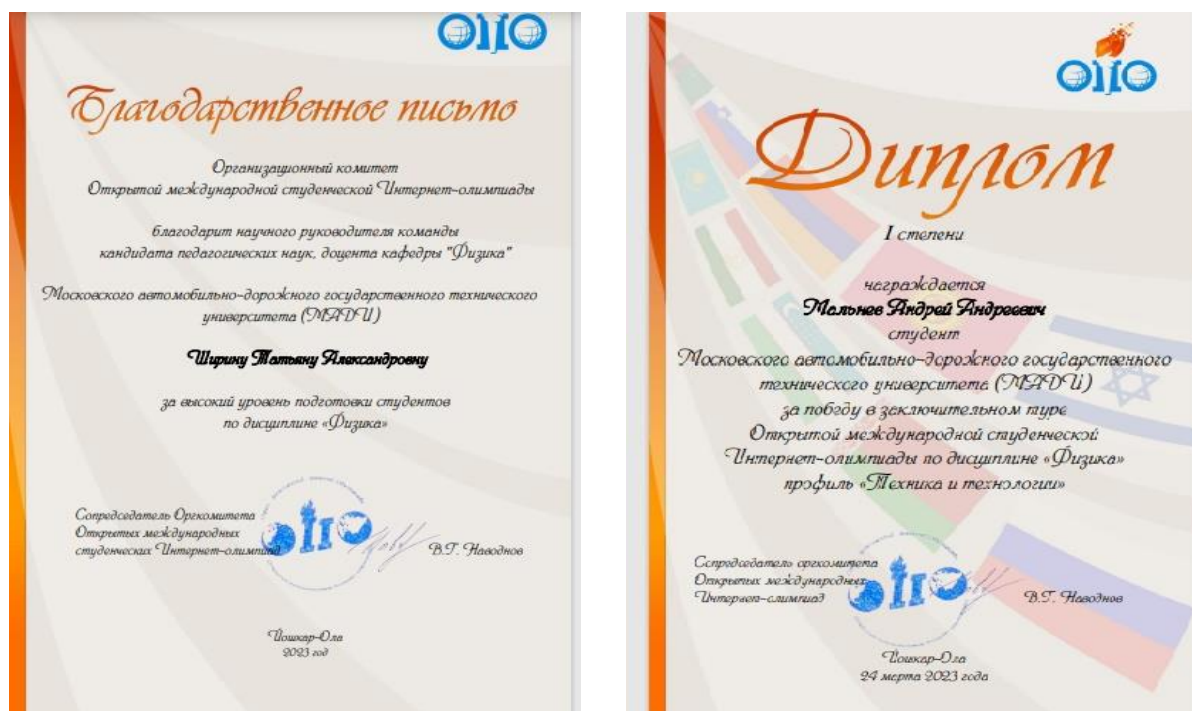 Благодарственное письмо
Организационный комитет
Открытой международной студенческой Интернет-олимпиады
благодарит научного руководителя команды
кандидата педагогических наук, доцента кафедры "Физика"
Московского автомобильно-дорожного государственного технического
университета (МАДИ)
Ширину Татьяну Александровну
за высокий уровень подготовки студентов
по дисциплине «Физика»
Сопредседатель Оргкомитета
Открытых международных
студенческих Интернет-олимпиад
В.Г. Наводнов
Йошкар-Ола
2023 год
Диплом
I степени
награждается
Мальнев Андрей Андреевич
студент
Московского автомобильно-дорожного государственного
технического университета (МАДИ)
за победу в заключительном туре
Открытой международной студенческой
Интернет-олимпиады по дисциплине «Физика»
профиль «Техника и технологии»
Сопредседатель оргкомитета
Открытых международных
Интернет-олимпиад
В.Г. Наводнов
Йошкар-Ола
24 марта 2023 года